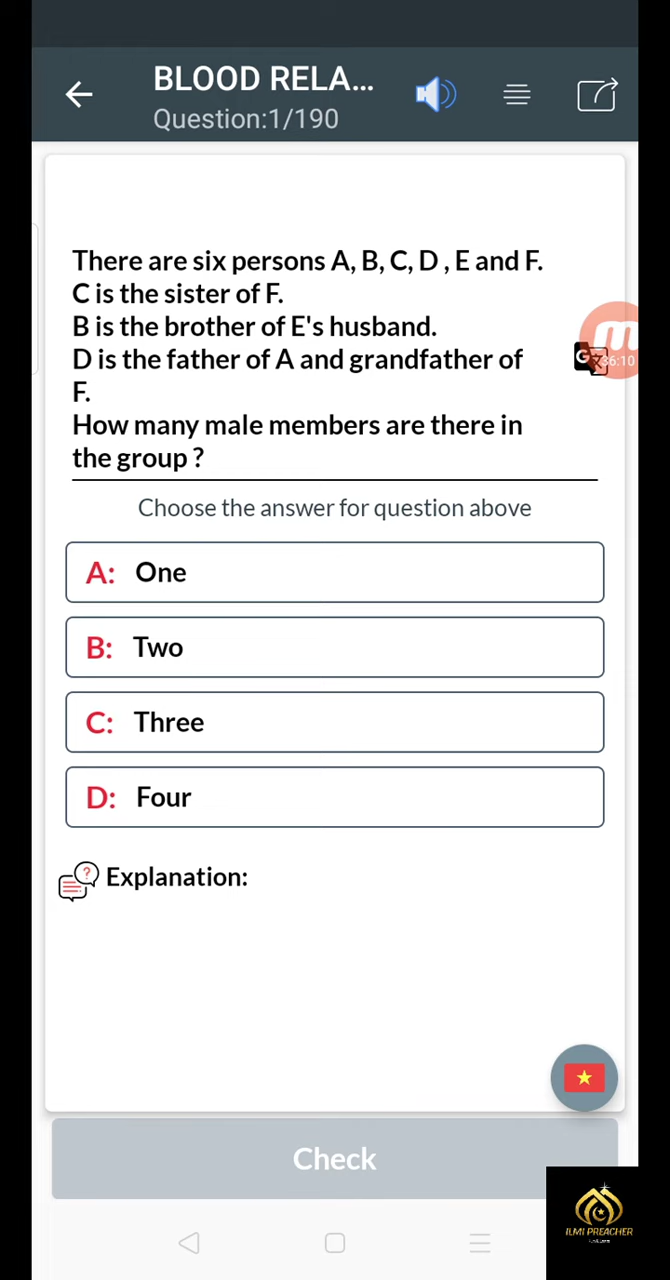 BLOOD RELA...
Question:1/190
There are six persons A, B, C, D , E and F.
C is the sister of F.
B is the brother of E's husband.
D is the father of A and grandfather of
F.
How many male members are there in
the group ?
36:10
Choose the answer for question above
A: One
B: Two
C: Three
D: Four
Explanation:
Check
ILMI PREACHER